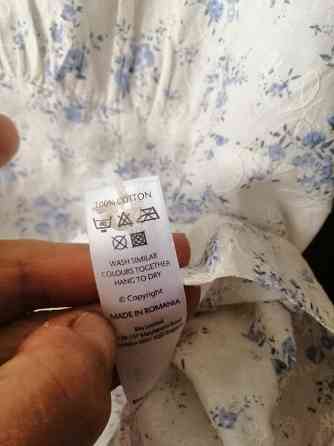 100% COTTON
WASH SIMILAR
COLOURS TOGETHER
HANG TO DRY
© Copyright
MADE IN ROMANIA